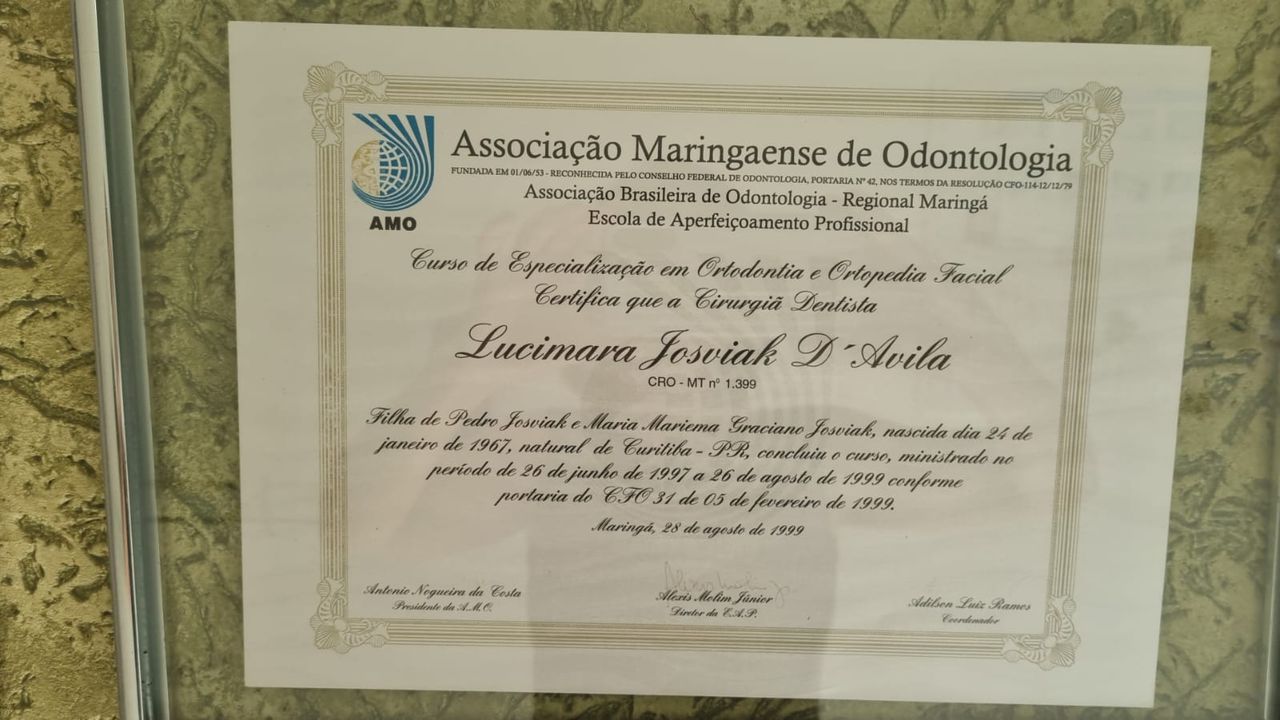 Associação Maringaense de Odontologia
FUNDADA EM 01/06/53 - RECONHECIDA PELO CONSELHO FEDERAL DE ODONTOLOGIA, PORTARIA Nº 42, NOS TERMOS DA RESOLUÇÃO CFO-114-12/12/79
Associação Brasileira de Odontologia - Regional Maringá
Escola de Aperfeiçoamento Profissional
AMO
Curso de Especialização em Ortodontia e Ortopedia Facial
Certifica que a Cirurgiã Dentista
Lucimara Josviak D´Avila
CRO - MT nº 1.399
Filha de Pedro Josviak e Maria Mariema Graciano Josviak, nascida dia 24 de
janeiro de 1967, natural de Curitiba - PR, concluiu o curso, ministrado no
período de 26 de junho de 1997 a 26 de agosto de 1999 conforme
portaria do CFO 31 de 05 de fevereiro de 1999.
Maringá, 28 de agosto de 1999
Antonio Nogueira da Costa
Presidente da A.M.O.
Alexis Molim Júnior
Diretor da E.A.P.
Adilson Luiz Ramos
Coordenador